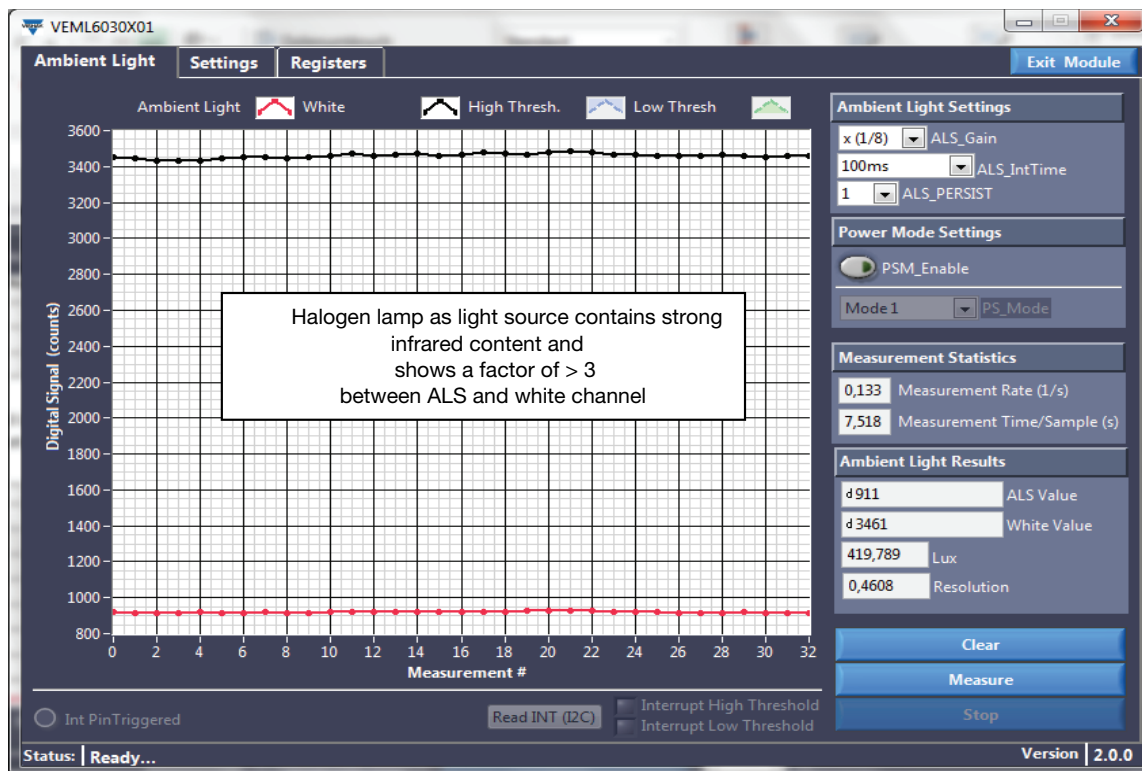 VEML6030X01
Ambient Light Settings Registers Exit Module
Ambient Light White High Thresh. Low Thresh
3600
3400
3200
3000
2800
2600
2400
2200
2000
1800
1600
1400
1200
1000
800
Digital Signal (counts)
Halogen lamp as light source contains strong
infrared content and
shows a factor of > 3
between ALS and white channel
0 2 4 6 8 10 12 14 16 18 20 22 24 26 28 30 32
Measurement #
Ambient Light Settings
x (1/8) ALS_Gain
100ms ALS_IntTime
1 ALS_PERSIST
Power Mode Settings
PSM_Enable
Mode1 PS_Mode
Measurement Statistics
0,133 Measurement Rate (1/s)
7,518 Measurement Time/Sample (s)
Ambient Light Results
d 911 ALS Value
d 3461 White Value
419,789 Lux
0,4608 Resolution
Clear
Measure
Stop
Int PinTriggered
Read INT (I2C)
Interrupt High Threshold
Interrupt Low Threshold
Status: Ready...
Version 2.0.0